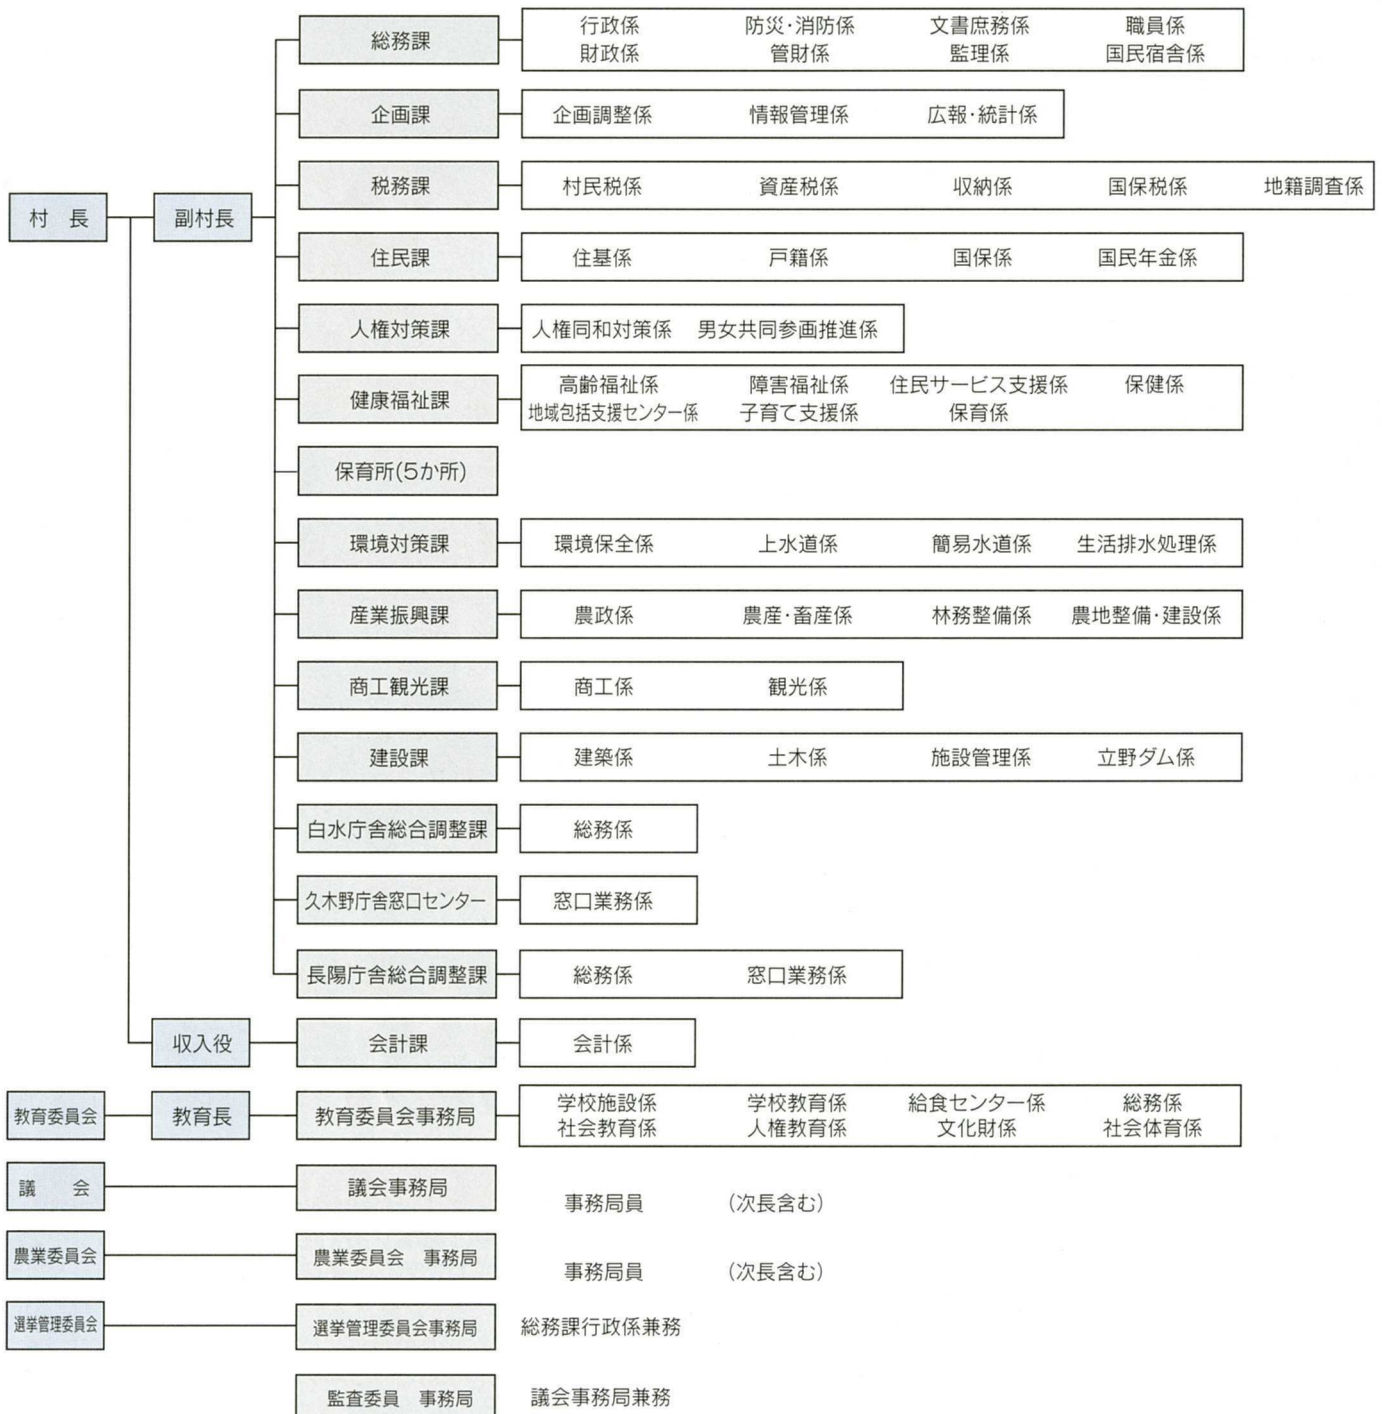 総務課
行政係 防災・消防係 文書庶務係 職員係
財政係 管財係 監理係 国民宿舎係
企画課
企画調整係 情報管理係 広報・統計係
村　長
副村長
税務課
村民税係 資産税係 収納係 国保税係 地籍調査係
住民課
住基係 戸籍係 国保係 国民年金係
人権対策課
人権同和対策係 男女共同参画推進係
健康福祉課
高齢福祉係 障害福祉係 住民サービス支援係 保健係
地域包括支援センター係 子育て支援係 保育係
保育所(5か所)
環境対策課
環境保全係 上水道係 簡易水道係 生活排水処理係
産業振興課
農政係 農産・畜産係 林務整備係 農地整備・建設係
商工観光課
商工係 観光係
建設課
建築係 土木係 施設管理係 立野ダム係
白水庁舎総合調整課
総務係
久木野庁舎窓口センター
窓口業務係
長陽庁舎総合調整課
総務係 窓口業務係
収入役
会計課
会計係
教育委員会
教育長
教育委員会事務局
学校施設係 学校教育係 給食センター係 総務係
社会教育係 人権教育係 文化財係 社会体育係
議　会
議会事務局
事務局員 （次長含む）
農業委員会
農業委員会　事務局
事務局員 （次長含む）
選挙管理委員会
選挙管理委員会事務局
総務課行政係兼務
監査委員　事務局
議会事務局兼務